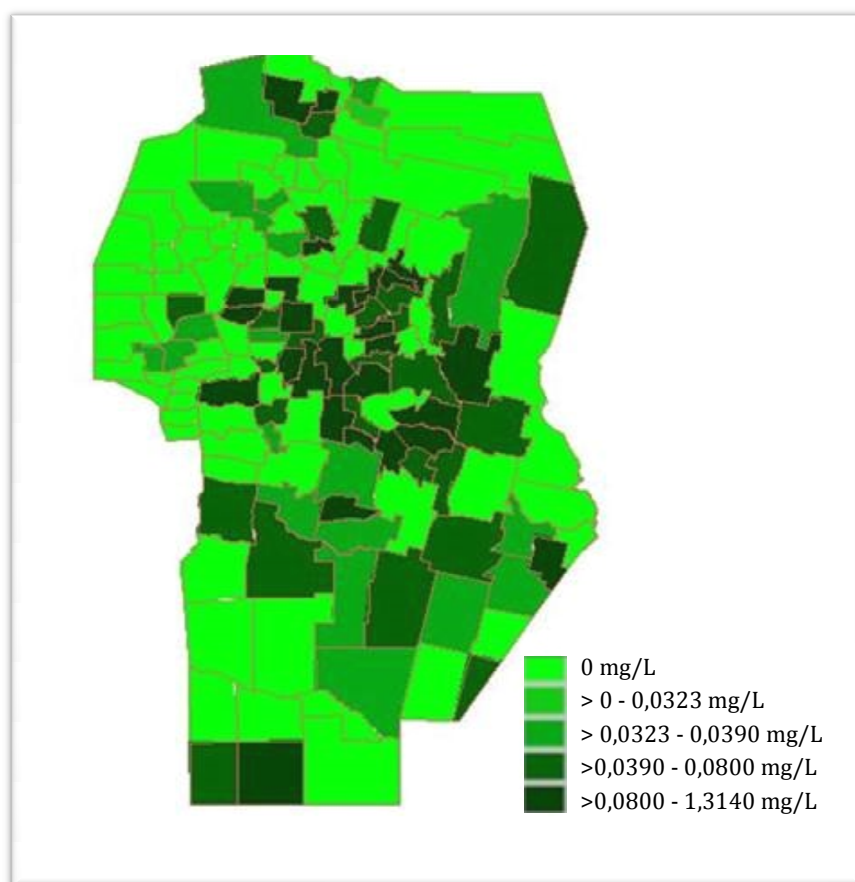 0 mg/L
> 0 - 0,0323 mg/L
> 0,0323 - 0,0390 mg/L
>0,0390 - 0,0800 mg/L
>0,0800 - 1,3140 mg/L